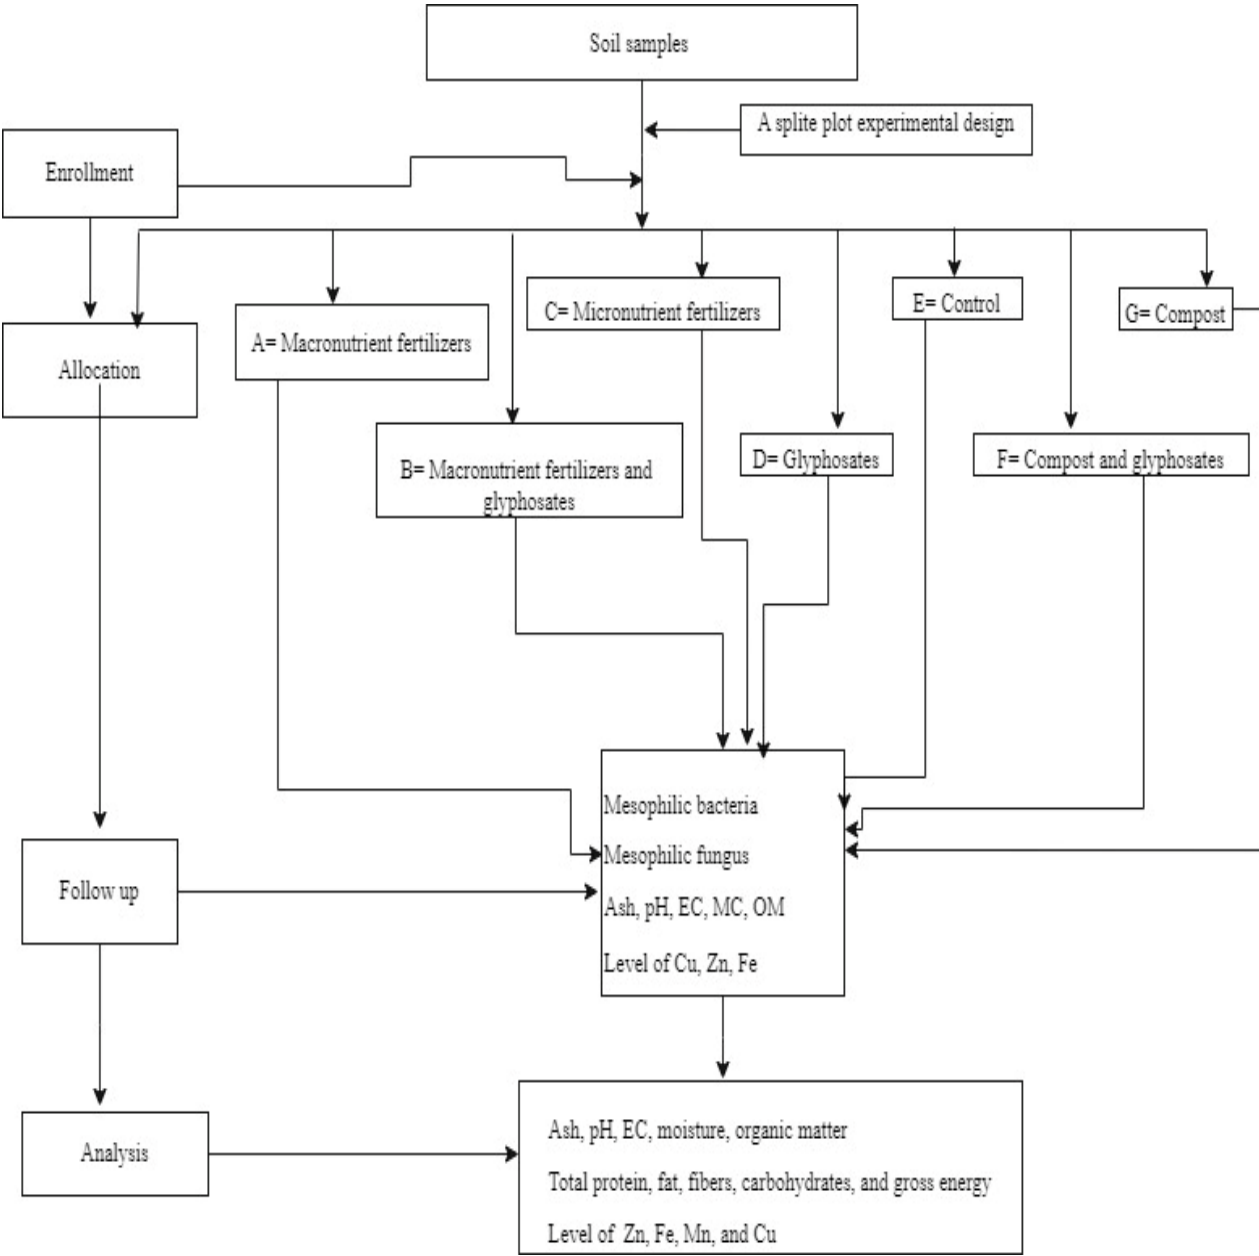 Soil samples
A splite plot experimental design
Enrollment
Allocation
A= Macronutrient fertilizers
C= Micronutrient fertilizers
E= Control
G= Compost
B= Macronutrient fertilizers and
glyphosates
D= Glyphosates
F= Compost and glyphosates
Mesophilic bacteria
Mesophilic fungus
Ash, pH, EC, MC, OM
Level of Cu, Zn, Fe
Follow up
Analysis
Ash, pH, EC, moisture, organic matter
Total protein, fat, fibers, carbohydrates, and gross energy
Level of Zn, Fe, Mn, and Cu